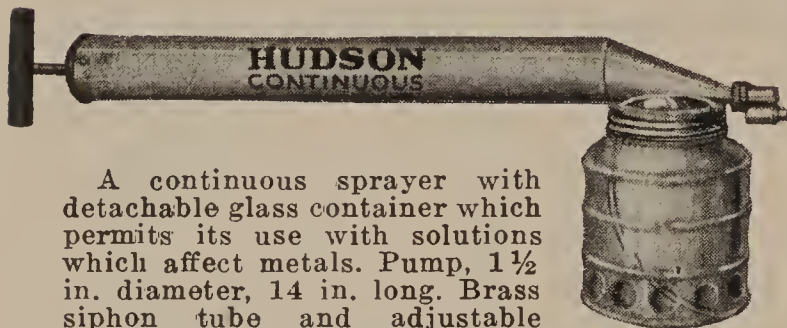 HUDSON
CONTINUOUS
A continuous sprayer with
detachable glass container which
permits its use with solutions
which affect metals. Pump, 1½
in. diameter, 14 in. long. Brass
siphon tube and adjustable